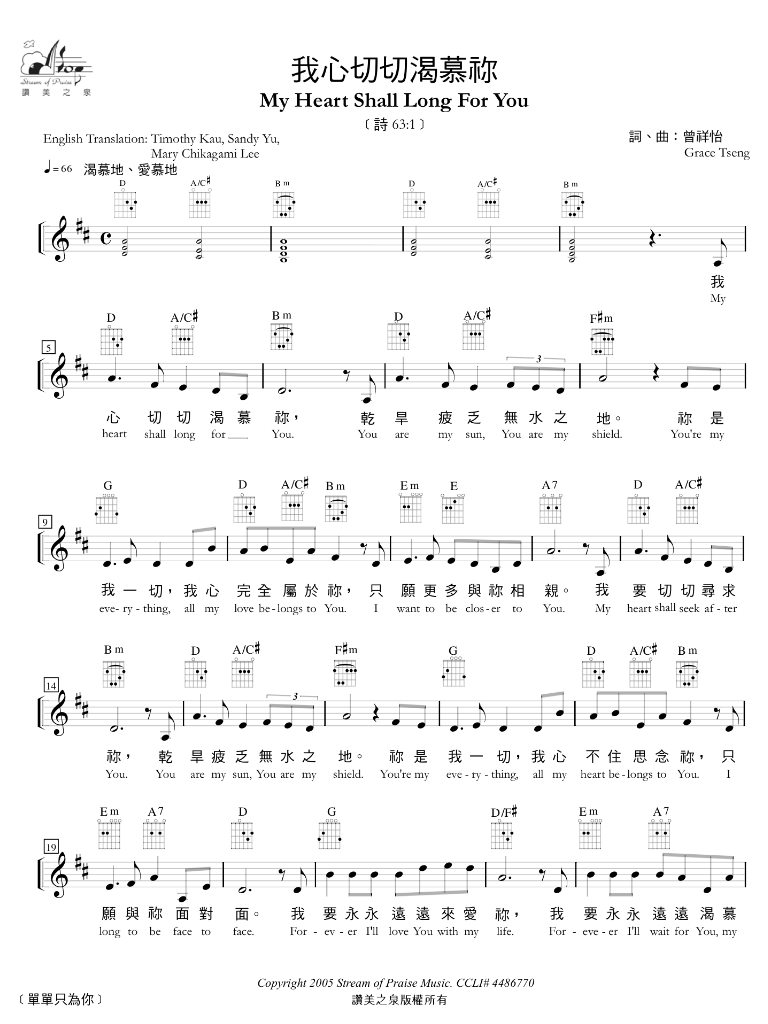 Stream of Praise
讚美之泉
我心切切渴慕祢
My Heart Shall Long For You
﹝詩 63:1﹞
English Translation: Timothy Kau, Sandy Yu,
Mary Chikagami Lee
詞、曲：曾祥怡
Grace Tseng
♩= 66 渴慕地、愛慕地
D A/C# Bm D A/C# Bm
我
My
D A/C# Bm D A/C# F#m
5
3
心 切 切 渴 慕 祢， 乾 旱 疲 乏 無 水 之 地。 祢 是
heart shall long for____ You. You are my sun, You are my shield. You're my
G D A/C# Bm Em E A7 D A/C#
9
我 一 切，我 心 完 全 屬 於 祢，只 願 更 多 與 祢 相 親。 我 要 切 切 尋 求
eve- ry - thing, all my love be - longs to You. I want to be clos - er to You. My heart shall seek af - ter
Bm D A/C# F#m G D A/C# Bm
14
3
祢， 乾 旱 疲 乏 無 水 之 地。 祢 是 我 一 切，我 心 不 住 思 念 祢，只
You. You are my sun, You are my shield. You're my eve - ry - thing, all my heart be - longs to You. I
Em A7 D G D/F# Em A7
19
願 與 祢 面 對 面。 我 要 永 永 遠 遠 來 愛 祢， 我 要 永 永 遠 遠 渴 慕
long to be face to face. For - ev - er I'll love You with my life. For - eve - er I'll wait for You, my
Copyright 2005 Stream of Praise Music. CCLI# 4486770
讚美之泉版權所有
﹝單單只為你﹞